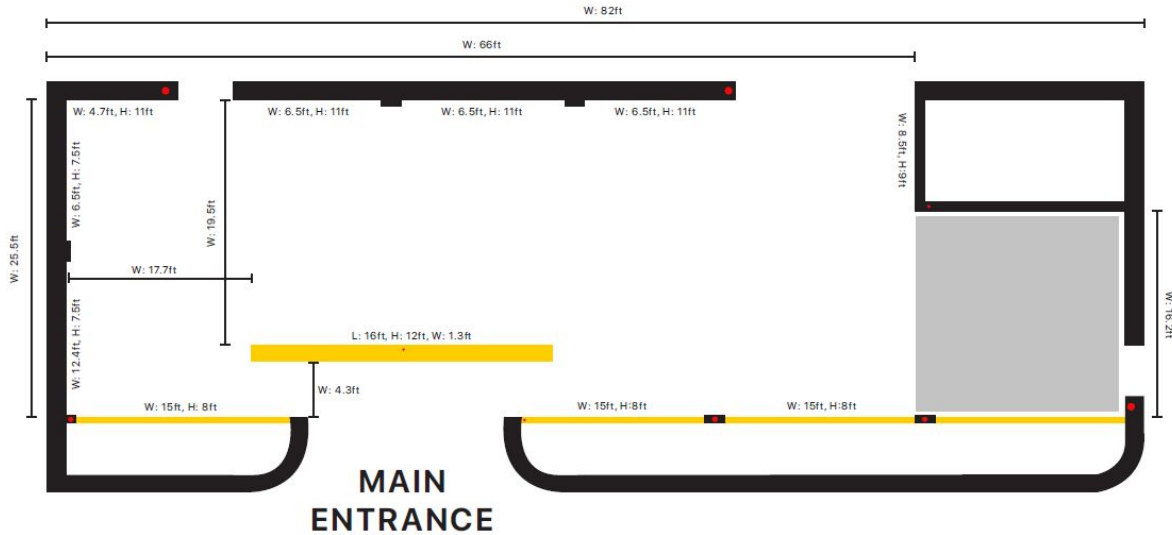 W: 82ft
W: 66ft
W: 4.7ft, H: 11ft
W: 6.5ft, H: 11ft
W: 6.5ft, H: 11ft
W: 6.5ft, H: 11ft
W: 8.5ft, H:9ft
W: 6.5ft, H: 7.5ft
W: 19.5ft
W: 25.5ft
W: 17.7ft
W: 16.2ft
W: 12.4ft, H: 7.5ft
L: 16ft, H: 12ft, W: 1.3ft
W: 4.3ft
W: 15ft, H: 8ft
W: 15ft, H:8ft
W: 15ft, H:8ft
MAIN
ENTRANCE